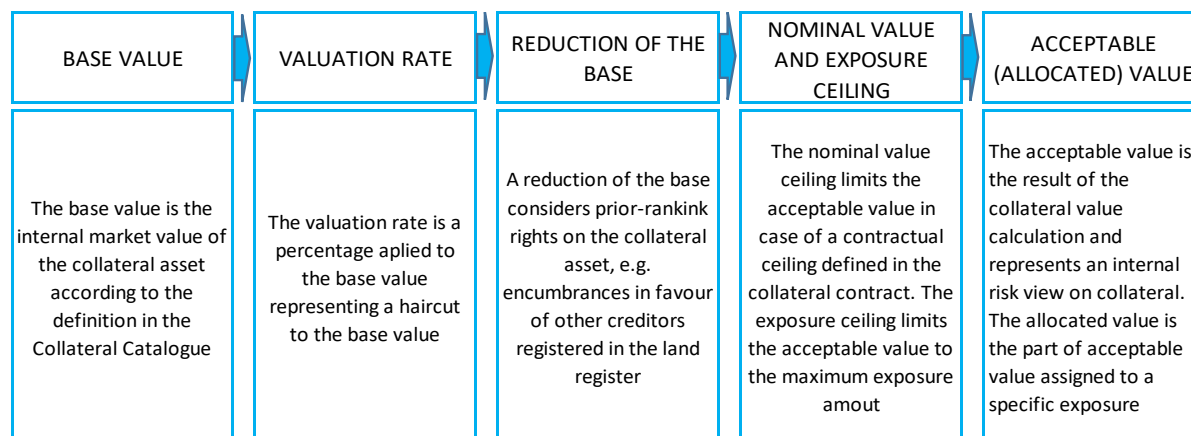 BASE VALUE
VALUATION RATE
REDUCTION OF THE
BASE
NOMINAL VALUE
AND EXPOSURE
CEILING
ACCEPTABLE
(ALLOCATED) VALUE
The base value is the
internal market value of
the collateral asset
according to the
definition in the
Collateral Catalogue
The valuation rate is a
percentage aplied to
the base value
representing a haircut
to the base value
A reduction of the base
considers prior-rankink
rights on the collateral
asset, e.g.
encumbrances in favour
of other creditors
registered in the land
register
The nominal value
ceiling limits the
acceptable value in
case of a contractual
ceiling defined in the
collateral contract. The
exposure ceiling limits
the acceptable value to
the maximum exposure
amout
The acceptable value is
the result of the
collateral value
calculation and
represents an internal
risk view on collateral.
The allocated value is
the part of acceptable
value assigned to a
specific exposure